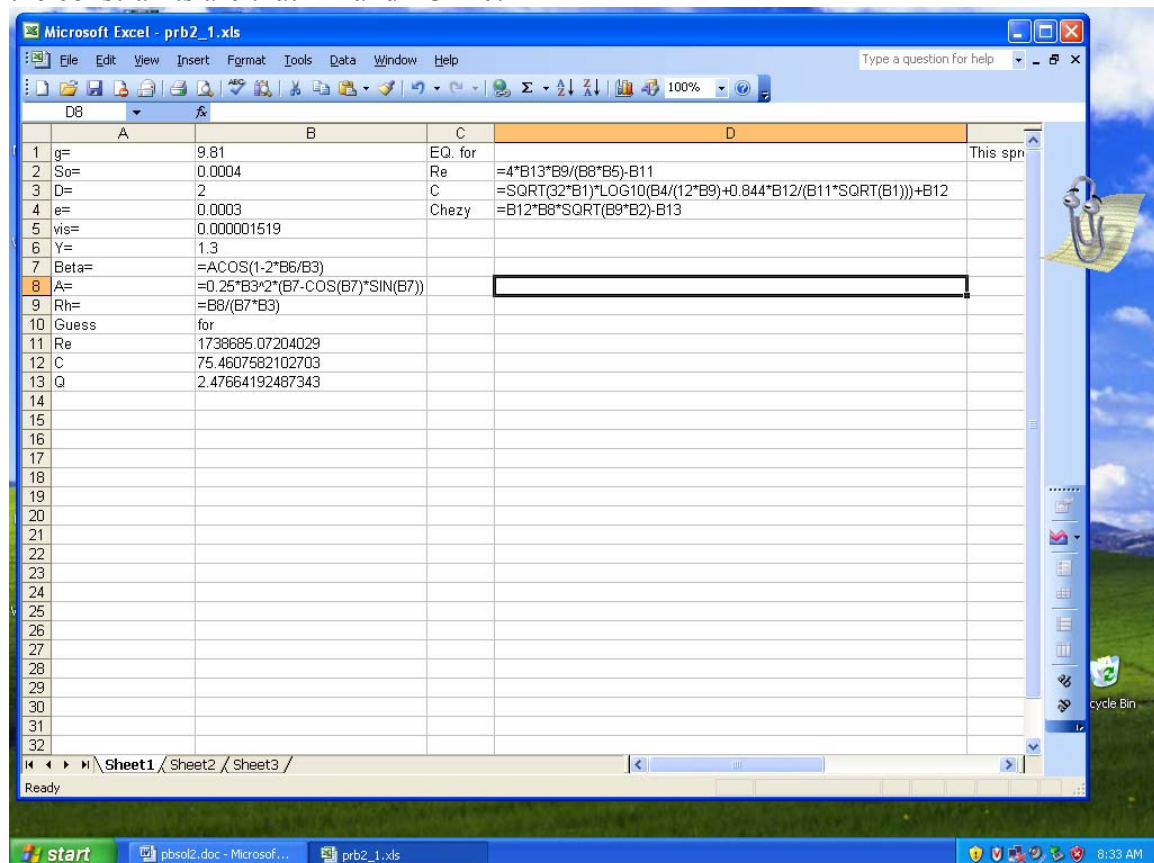 Microsoft Excel - prb2_1.xls
File Edit View Insert Format Tools Data Window Help
Type a question for help
100%
D8 fx
A B C D
1 g= 9.81 EQ. for This spr
2 So= 0.0004 Re =4*B13*B9/(B8*B5)-B11
3 D= 2 C =SQRT(32*B1)*LOG10(B4/(12*B9)+0.844*B12/(B11*SQRT(B1)))+B12
4 e= 0.0003 Chezy =B12*B8*SQRT(B9*B2)-B13
5 vis= 0.000001519
6 Y= 1.3
7 Beta= =ACOS(1-2*B6/B3)
8 A= =0.25*B3^2*(B7-COS(B7)*SIN(B7))
9 Rh= =B8/(B7*B3)
10 Guess for
11 Re 1738685.07204029
12 C 75.4607582102703
13 Q 2.47664192487343
14
15
16
17
18
19
20
21
22
23
24
25
26
27
28
29
30
31
32
cycle Bin
Sheet1 Sheet2 Sheet3
Ready
start pbsol2.doc - Microsof... prb2_1.xls 8:33 AM